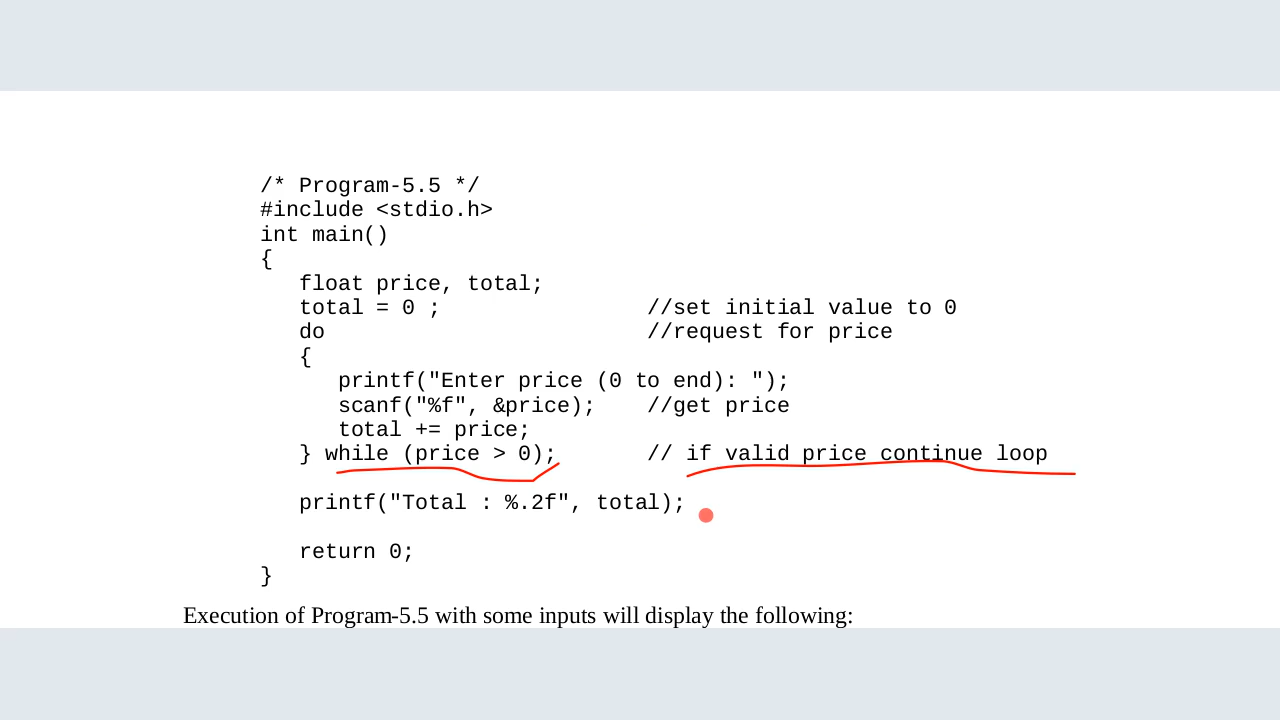 /* Program-5.5 */
#include <stdio.h>
int main()
{
   float price, total;
   total = 0 ;                //set initial value to 0
   do                         //request for price
   {
      printf("Enter price (0 to end): ");
      scanf("%f", &price);    //get price
      total += price;
   } while (price > 0);       // if valid price continue loop
   printf("Total : %.2f", total);
   return 0;
}
Execution of Program-5.5 with some inputs will display the following: